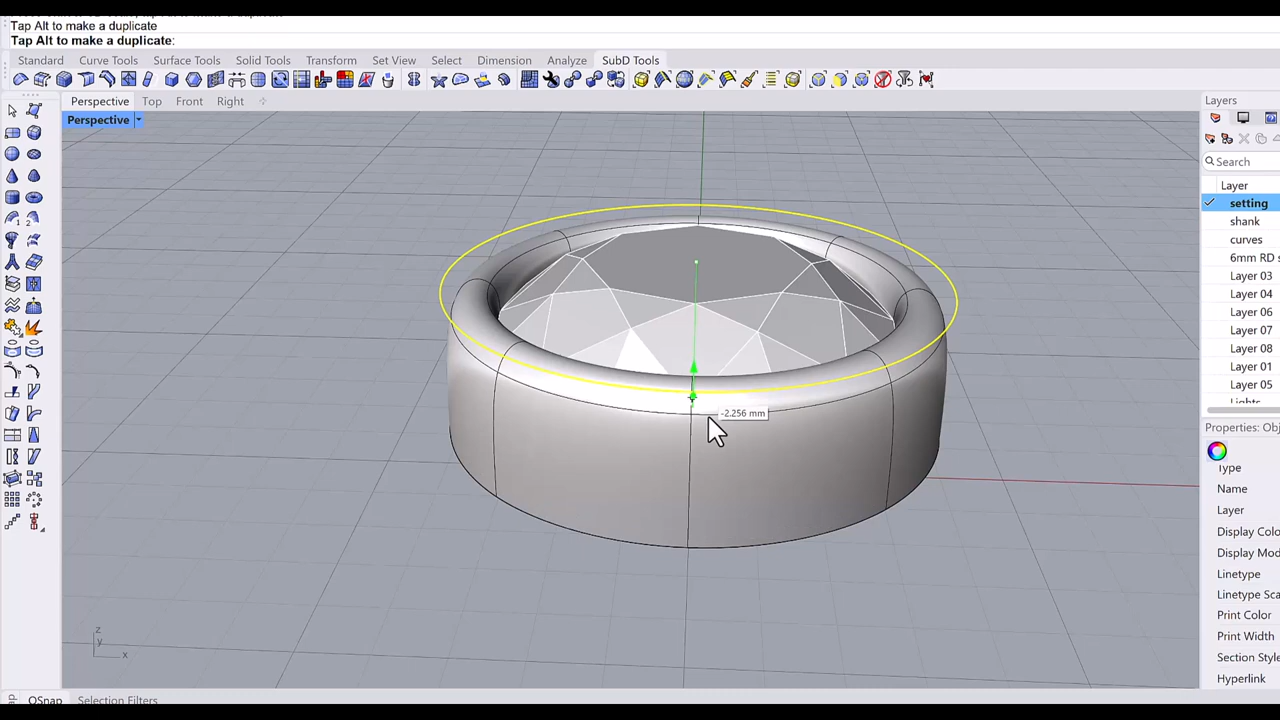 Tap Alt to make a duplicate
Tap Alt to make a duplicate:
Standard Curve Tools Surface Tools Solid Tools Transform Set View Select Dimension Analyze SubD Tools
Perspective Top Front Right
Perspective
-2.256 mm
z
y
x
Layers
Search
Layer
setting
shank
curves
6mm RD s
Layer 03
Layer 04
Layer 06
Layer 07
Layer 08
Layer 01
Layer 05
Lights
Properties: Obj
Type
Name
Layer
Display Colo
Display Mod
Linetype
Linetype Sca
Print Color
Print Width
Section Style
Hyperlink
OSnap Selection Filters